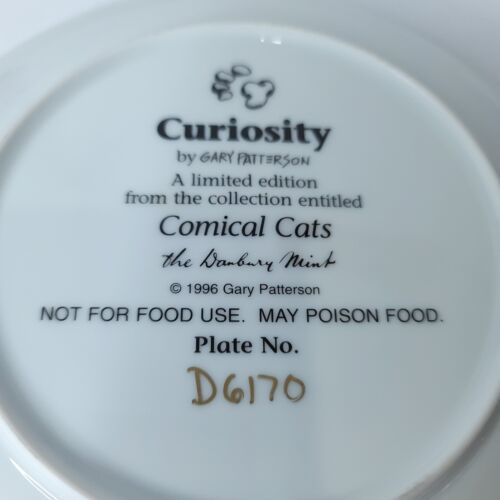 Curiosity
by GARY PATTERSON
A limited edition
from the collection entitled
Comical Cats
the Danbury Mint
© 1996 Gary Patterson
NOT FOR FOOD USE. MAY POISON FOOD.
Plate No.
D6170